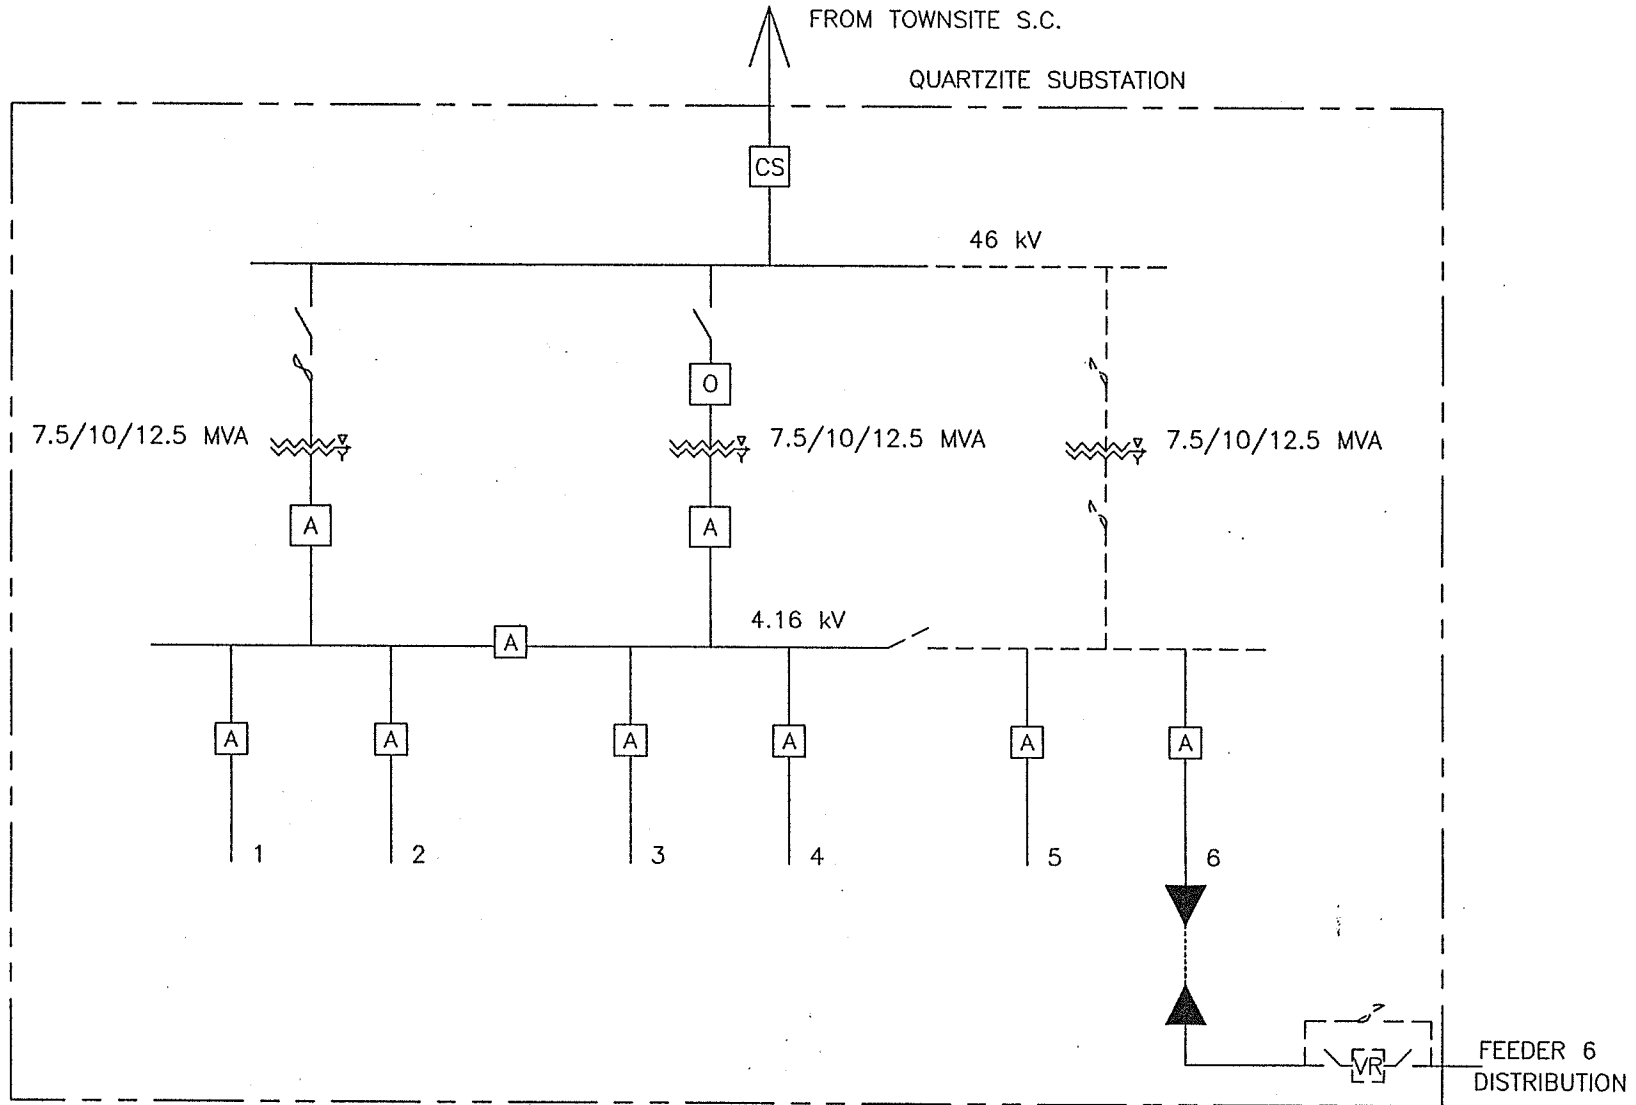 FROM TOWNSITE S.C.
QUARTZITE SUBSTATION
CS
46 kV
O
7.5/10/12.5 MVA
7.5/10/12.5 MVA
7.5/10/12.5 MVA
A
A
4.16 kV
A
A
A
A
A
A
A
1
2
3
4
5
6
VR
FEEDER 6
DISTRIBUTION